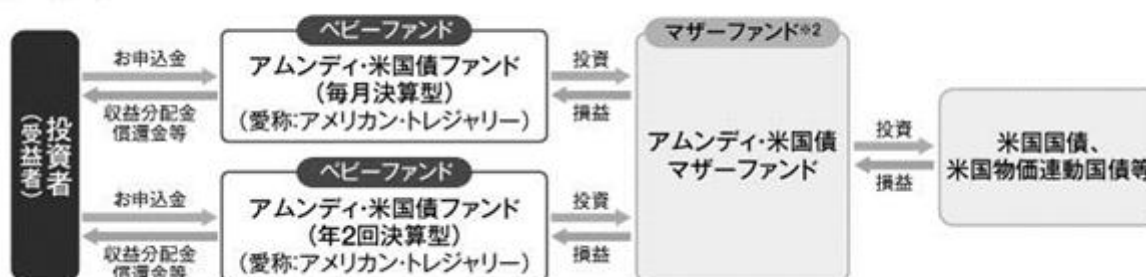 投資者
(受益者)
お申込金
収益分配金
償還金等
ベビーファンド
アムンディ・米国債ファンド
(毎月決算型)
(愛称:アメリカン・トレジャリー)
投資
損益
お申込金
収益分配金
償還金等
ベビーファンド
アムンディ・米国債ファンド
(年2回決算型)
(愛称:アメリカン・トレジャリー)
投資
損益
マザーファンド※2
アムンディ・米国債
マザーファンド
投資
損益
米国国債、
米国物価連動国債等